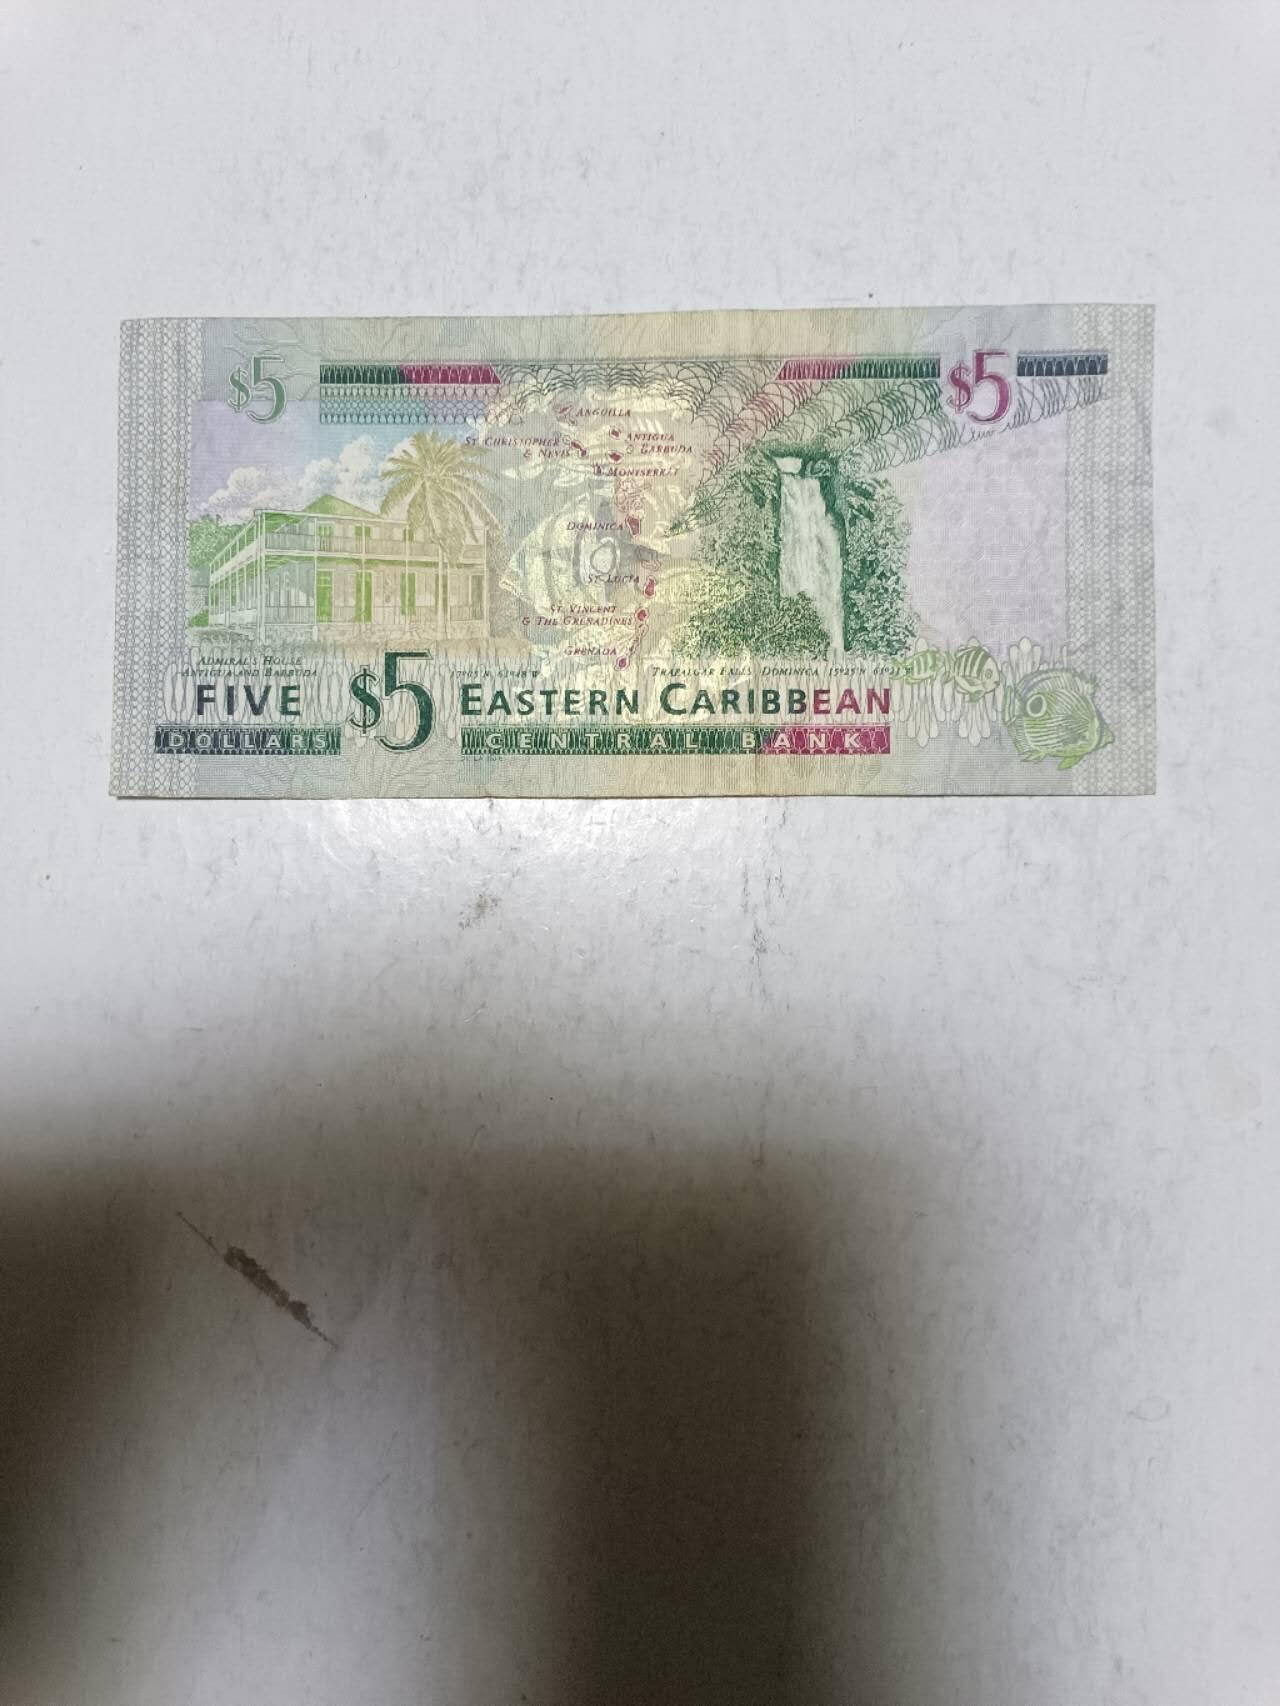 $5
$5
ANGUILLA
ST CHRISTOPHER
& NEVIS
ANTIGUA
& BARBUDA
MONTSERRAT
DOMINICA
ST LUCIA
ST VINCENT
& THE GRENADINES
GRENADA
ADMIRAL'S HOUSE
ANTIGUA AND BARBUDA
TRAFALGAR FALLS DOMINICA
FIVE
DOLLARS
$5
EASTERN CARIBBEAN
CENTRAL BANK